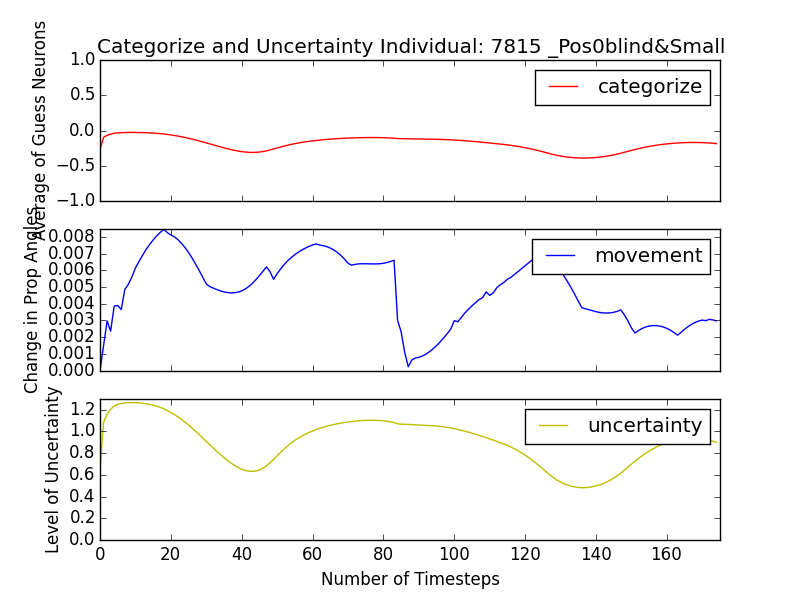 Categorize and Uncertainty Individual: 7815 _Pos0blind&Small
Average of Guess Neurons
1.0
0.5
0.0
−0.5
−1.0
categorize
Change in Prop Angles
0.008
0.007
0.006
0.005
0.004
0.003
0.002
0.001
0.000
movement
Level of Uncertainty
1.2
1.0
0.8
0.6
0.4
0.2
0.0
uncertainty
0 20 40 60 80 100 120 140 160
Number of Timesteps